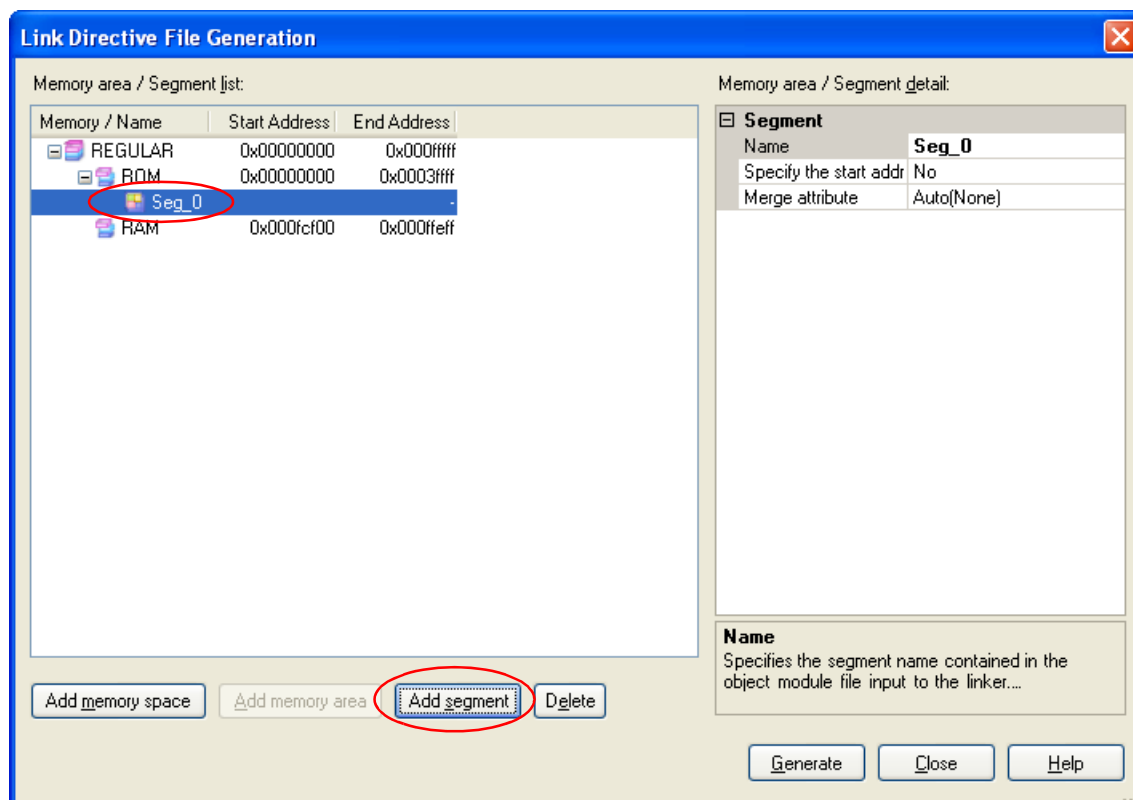 Link Directive File Generation
Memory area / Segment list:
Memory / Name Start Address End Address
REGULAR 0x00000000 0x000fffff
ROM 0x00000000 0x0003ffff
Seg_0 -
RAM 0x000fcf00 0x000ffeff
Add memory space Add memory area Add segment Delete
Memory area / Segment detail:
Segment
Name Seg_0
Specify the start addr No
Merge attribute Auto(None)
Name
Specifies the segment name contained in the
object module file input to the linker....
Generate Close Help